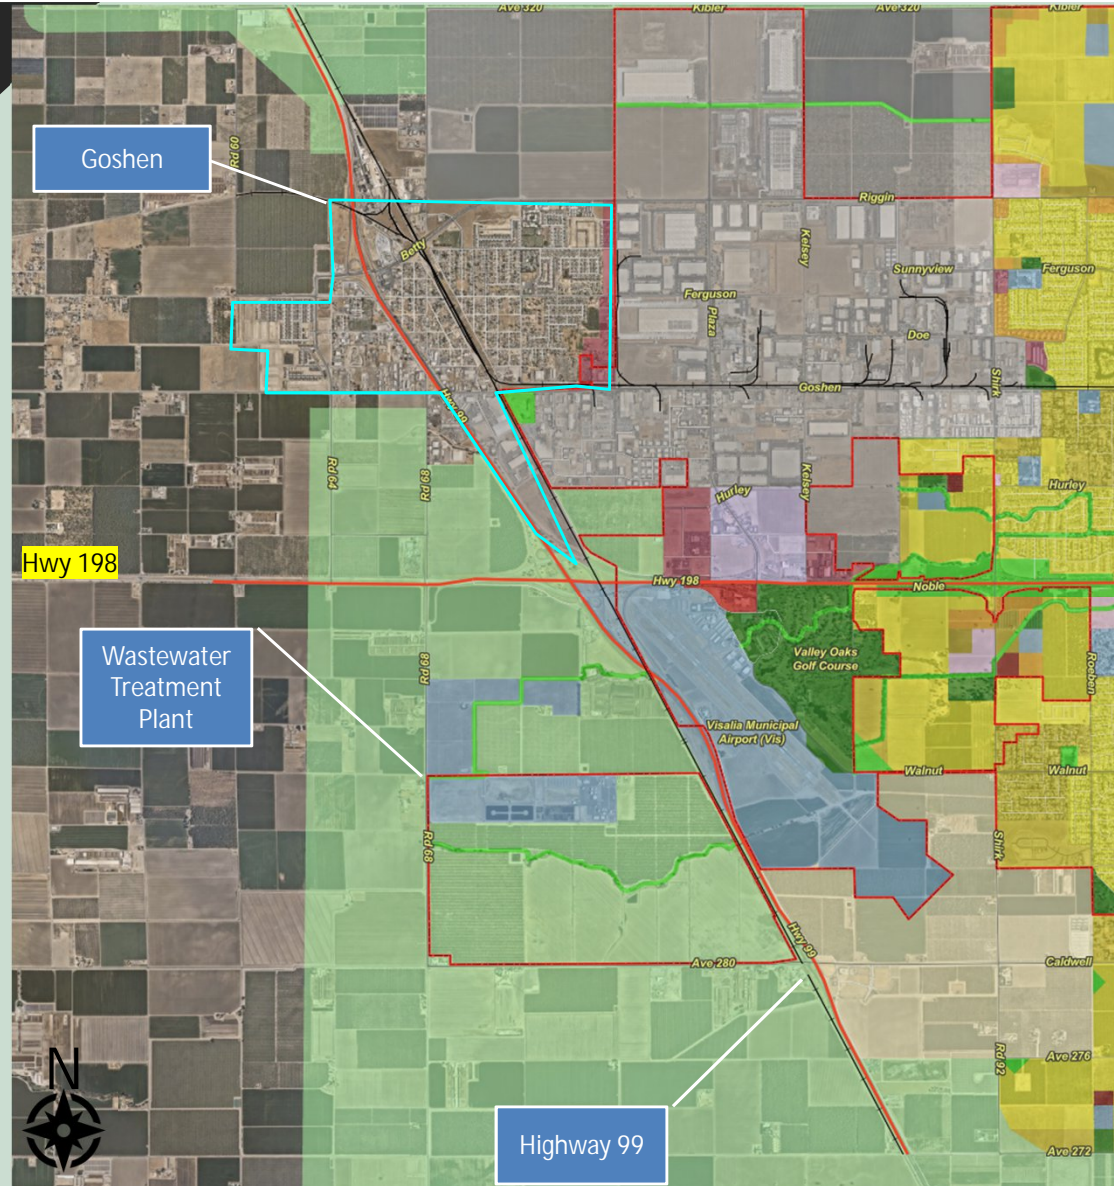 Ave 320
Kibler
Ave 320
Kibler
Goshen
Rd 60
Riggin
Betty
Kelsey
Sunnyview
Ferguson
Ferguson
Plaza
Doe
Goshen
Shirk
Hwy 99
Rd 64
Rd 68
Kelsey
Hurley
Hurley
Hwy 198
Hwy 198
Noble
Wastewater
Treatment
Plant
Rd 68
Valley Oaks
Golf Course
Roeben
Visalia Municipal
Airport (Vis)
Walnut
Walnut
Rd 68
Shirk
Hwy 99
Ave 280
Caldwell
N
Rd 92
Ave 276
Highway 99
Ave 272